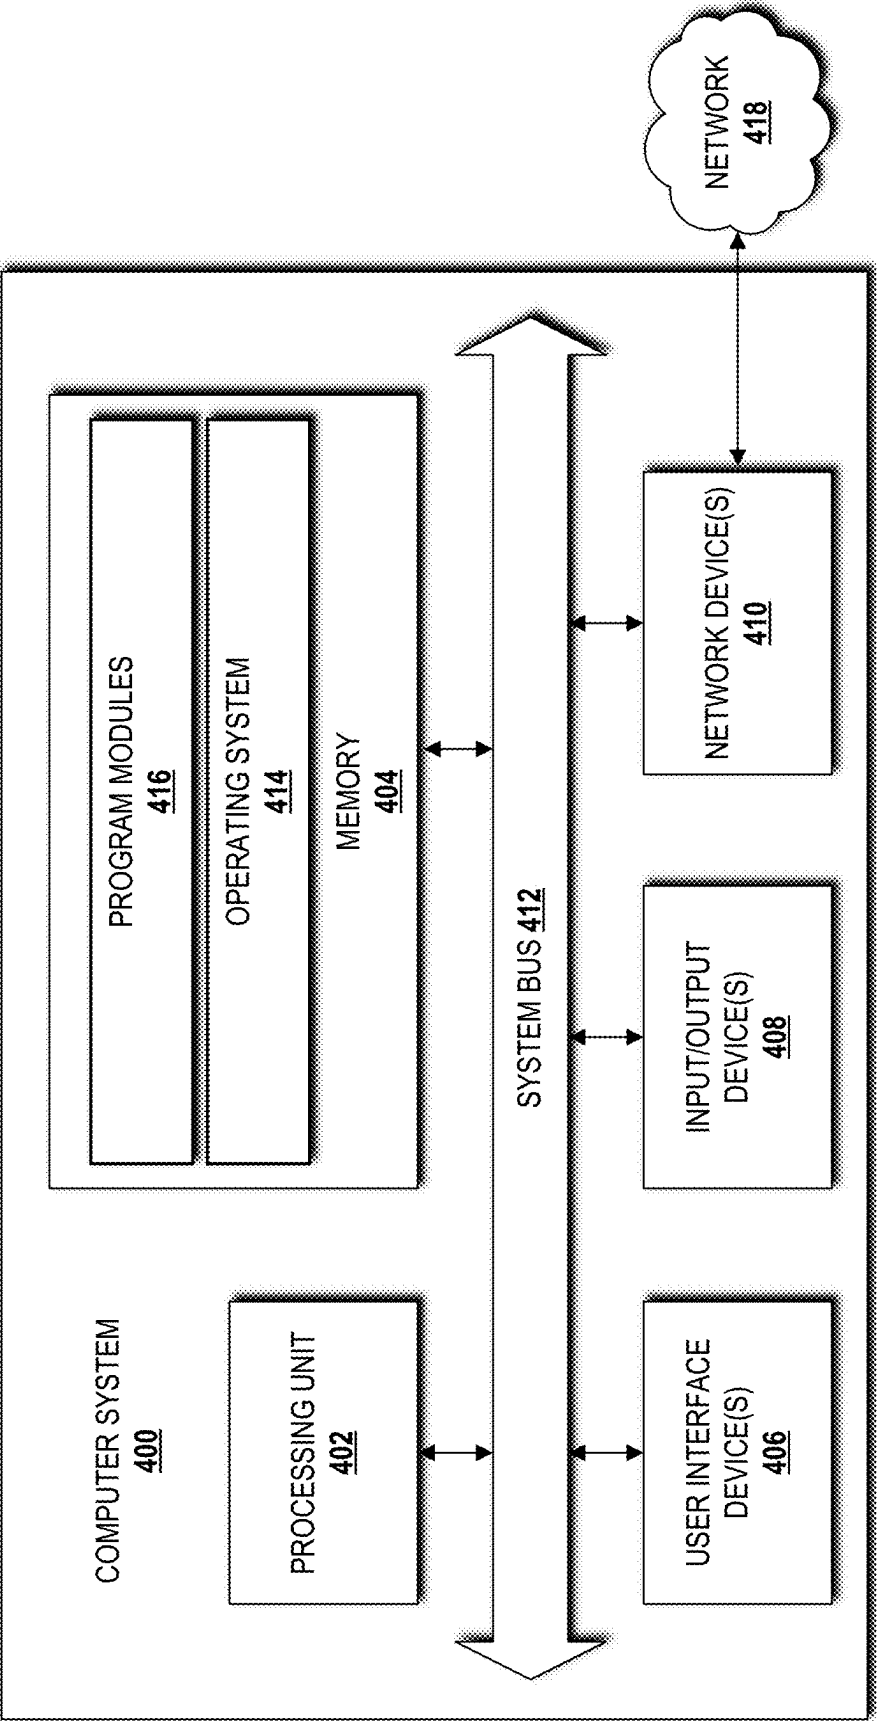 COMPUTER SYSTEM
400
PROCESSING UNIT
402
PROGRAM MODULES
416
OPERATING SYSTEM
414
MEMORY
404
SYSTEM BUS 412
USER INTERFACE
DEVICE(S)
406
INPUT/OUTPUT
DEVICE(S)
408
NETWORK DEVICE(S)
410
NETWORK
418